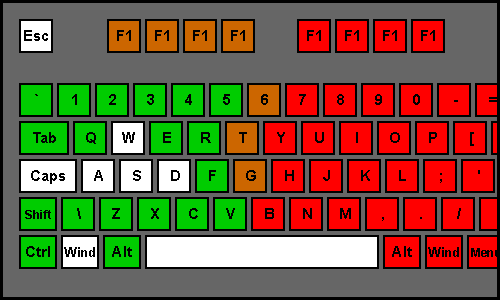 Esc F1 F1 F1 F1 F1 F1 F1 F1
` 1 2 3 4 5 6 7 8 9 0 - =
Tab Q W E R T Y U I O P [
Caps A S D F G H J K L ; '
Shift \ Z X C V B N M , . /
Ctrl Wind Alt Alt Wind Menu